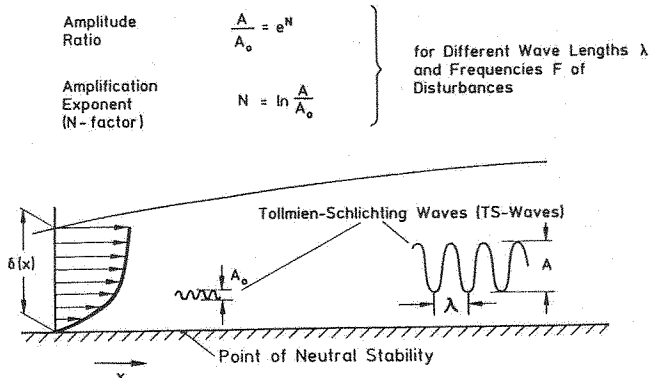 Amplitude
Ratio
A/A₀ = eᴺ
Amplification
Exponent
(N-factor)
N = ln A/A₀
for Different Wave Lengths λ
and Frequencies F of
Disturbances
Tollmien-Schlichting Waves (TS-Waves)
δ(x)
A₀
A
λ
Point of Neutral Stability
x